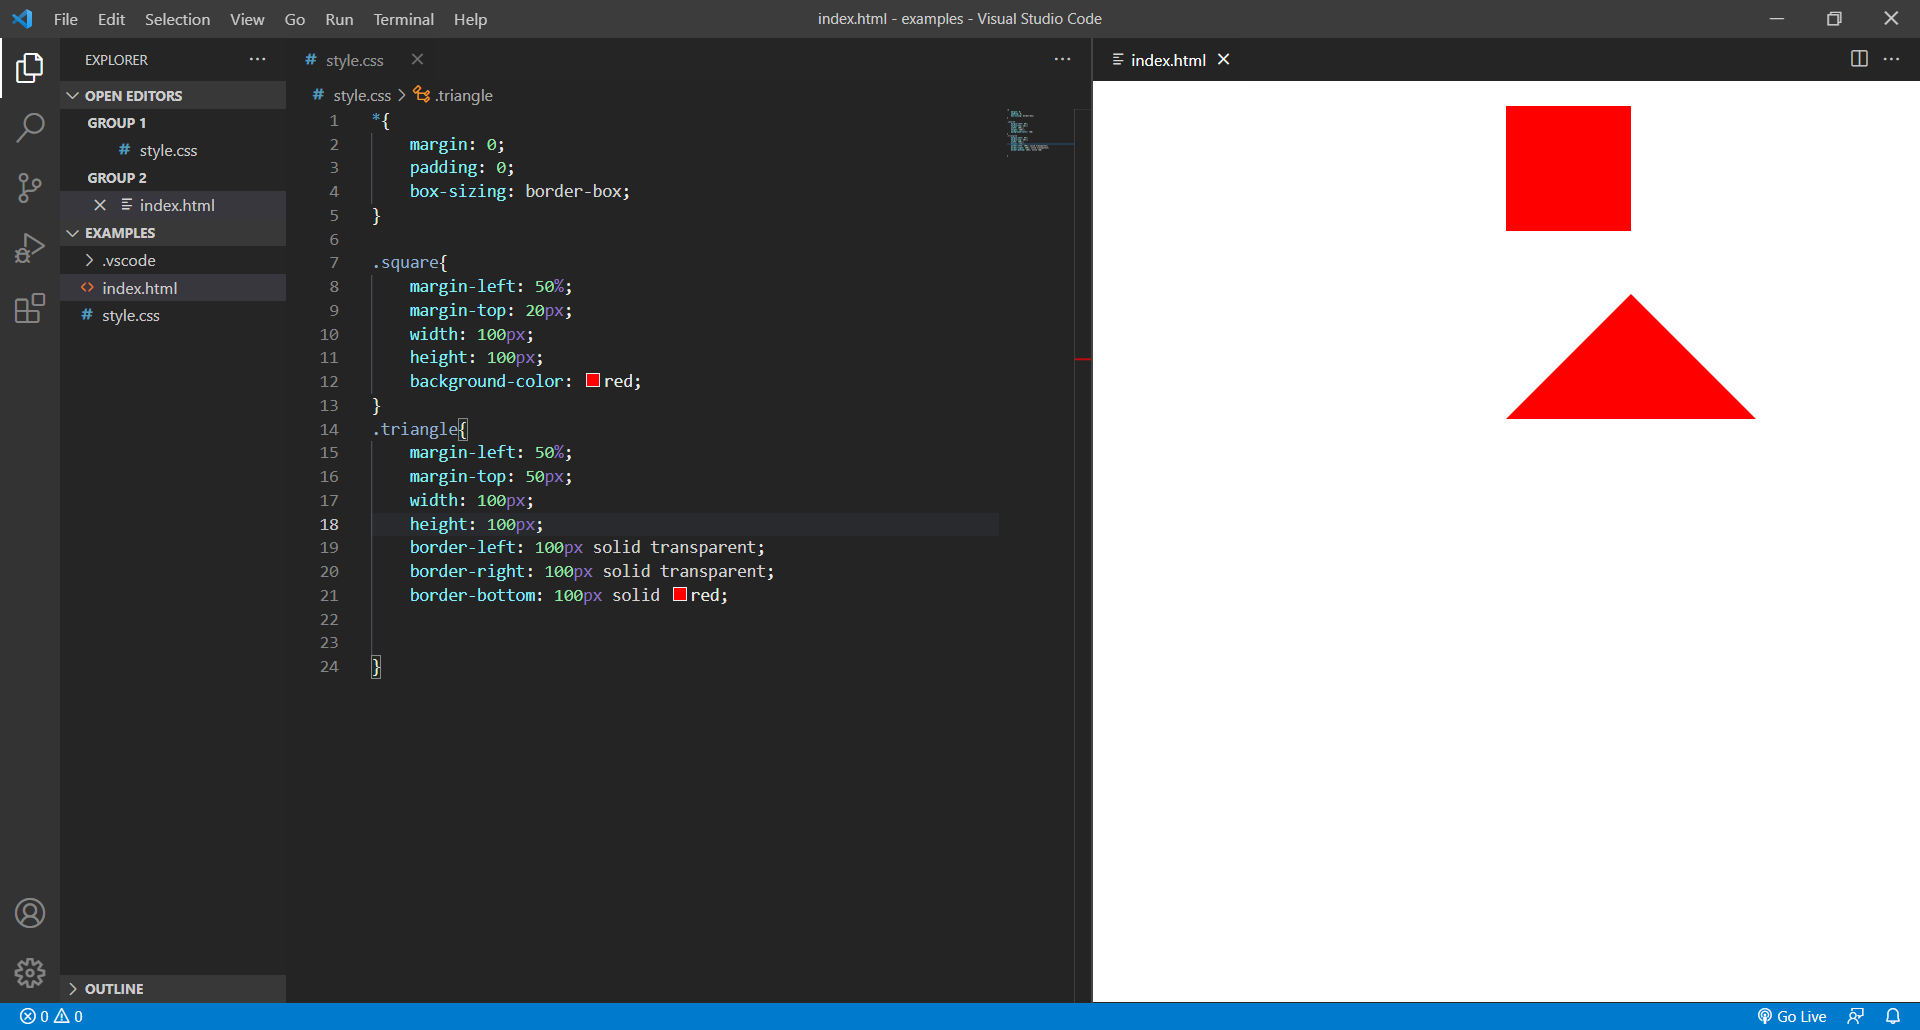 File Edit Selection View Go Run Terminal Help
index.html - examples - Visual Studio Code
EXPLORER
OPEN EDITORS
GROUP 1
# style.css
GROUP 2
index.html
EXAMPLES
.vscode
<> index.html
# style.css
OUTLINE
# style.css
# style.css > .triangle
1 *{
2 margin: 0;
3 padding: 0;
4 box-sizing: border-box;
5 }
6
7 .square{
8 margin-left: 50%;
9 margin-top: 20px;
10 width: 100px;
11 height: 100px;
12 background-color: red;
13 }
14 .triangle{
15 margin-left: 50%;
16 margin-top: 50px;
17 width: 100px;
18 height: 100px;
19 border-left: 100px solid transparent;
20 border-right: 100px solid transparent;
21 border-bottom: 100px solid red;
22
23
24 }
index.html
0 0
Go Live